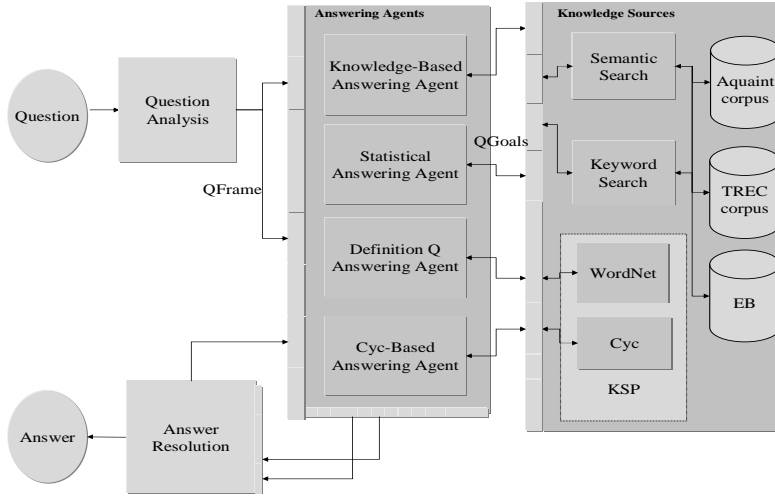 Answering Agents
Knowledge Sources
Question
Question
Analysis
QFrame
Knowledge-Based
Answering Agent
Statistical
Answering Agent
Definition Q
Answering Agent
Cyc-Based
Answering Agent
QGoals
Semantic
Search
Keyword
Search
WordNet
Cyc
KSP
Aquaint
corpus
TREC
corpus
EB
Answer
Resolution
Answer